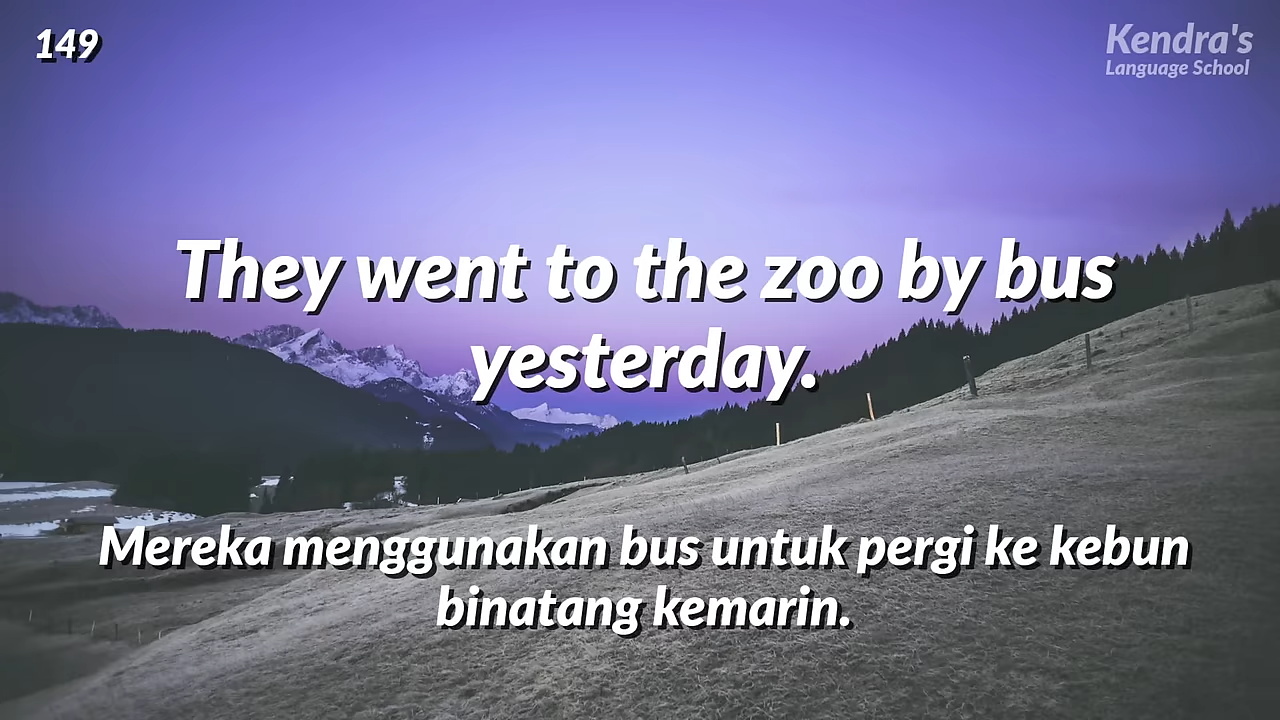 149
Kendra's
Language School
They went to the zoo by bus
yesterday.
Mereka menggunakan bus untuk pergi ke kebun
binatang kemarin.